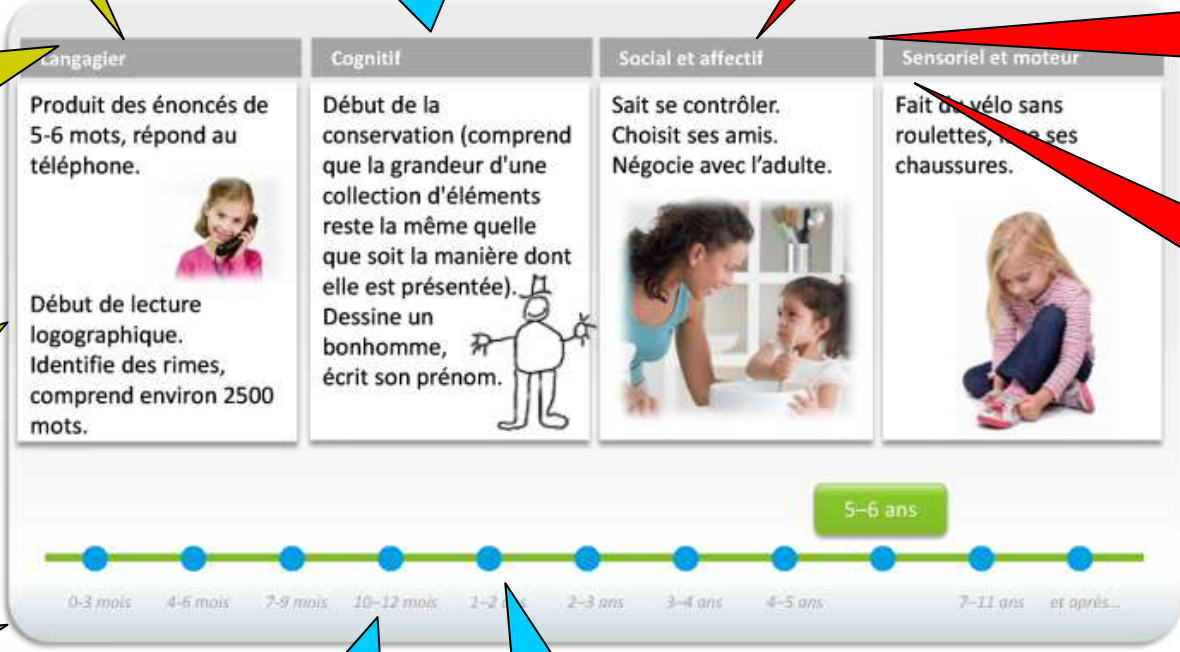 Langagier
Produit des énoncés de
5-6 mots, répond au
téléphone.
Début de lecture
logographique.
Identifie des rimes,
comprend environ 2500
mots.
Cognitif
Début de la
conservation (comprend
que la grandeur d'une
collection d'éléments
reste la même quelle
que soit la manière dont
elle est présentée).
Dessine un
bonhomme,
écrit son prénom.
Social et affectif
Sait se contrôler.
Choisit ses amis.
Négocie avec l'adulte.
Sensoriel et moteur
Fait du vélo sans
roulettes, ses
chaussures.
5–6 ans
0-3 mois 4-6 mois 7-9 mois 10–12 mois 1–2 ans 2–3 ans 3–4 ans 4–5 ans 7–11 ans et après...